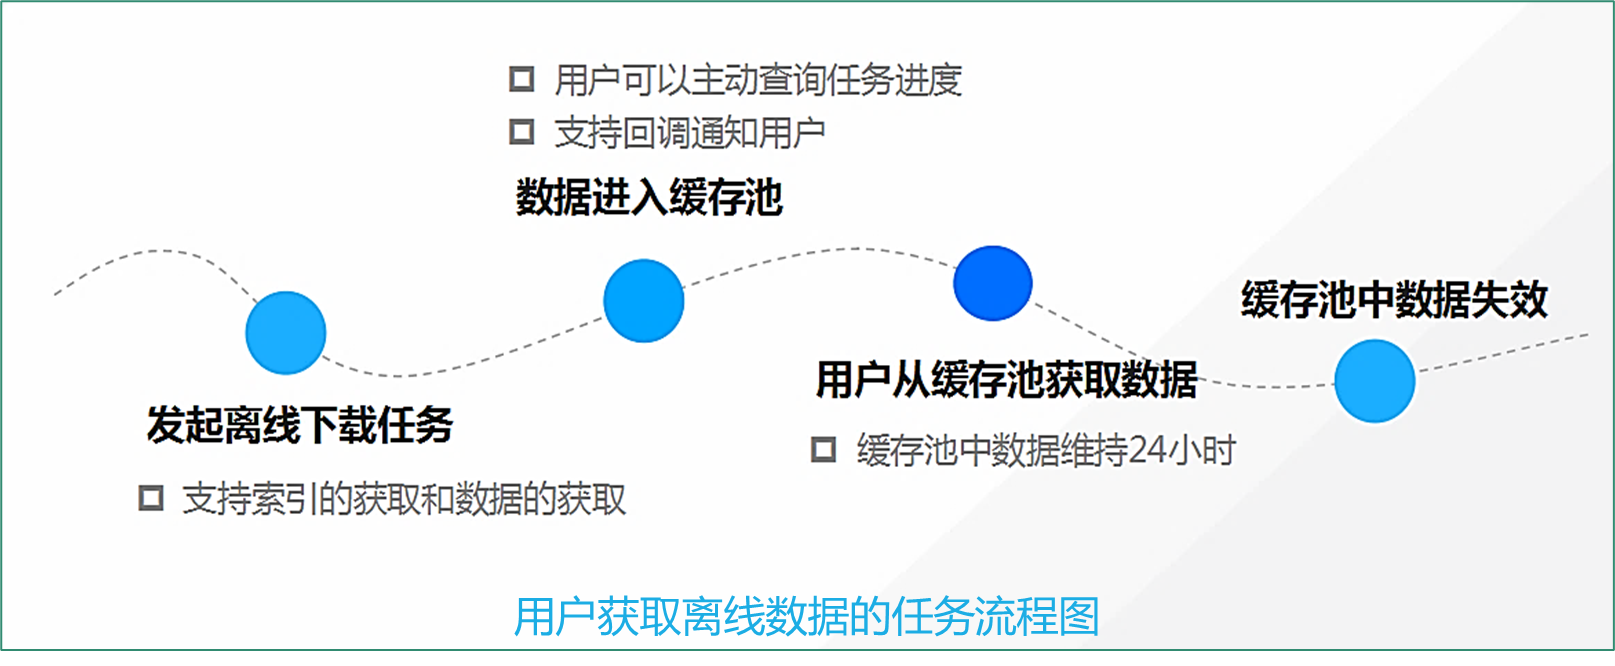 用户可以主动查询任务进度
支持回调通知用户
数据进入缓存池
缓存池中数据失效
用户从缓存池获取数据
发起离线下载任务
缓存池中数据维持24小时
支持索引的获取和数据的获取
用户获取离线数据的任务流程图